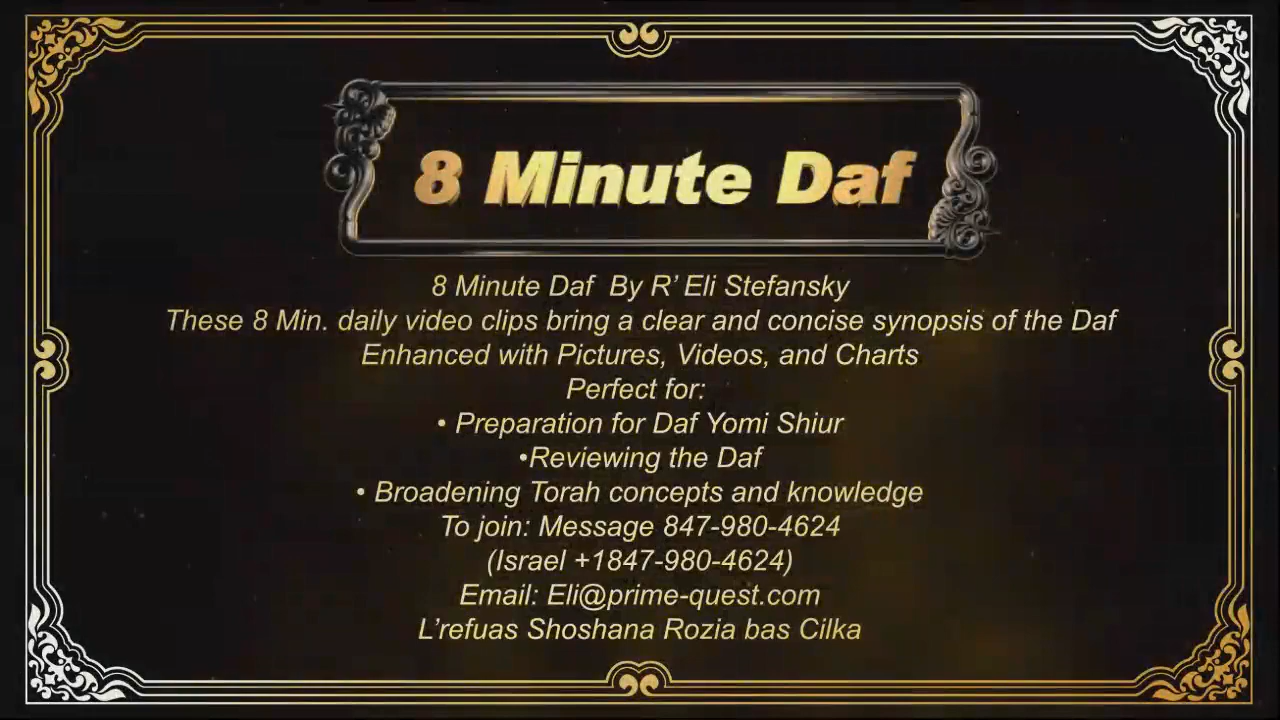 8 Minute Daf
8 Minute Daf By R' Eli Stefansky
These 8 Min. daily video clips bring a clear and concise synopsis of the Daf
Enhanced with Pictures, Videos, and Charts
Perfect for:
• Preparation for Daf Yomi Shiur
•Reviewing the Daf
• Broadening Torah concepts and knowledge
To join: Message 847-980-4624
(Israel +1847-980-4624)
Email: Eli@prime-quest.com
L'refuas Shoshana Rozia bas Cilka